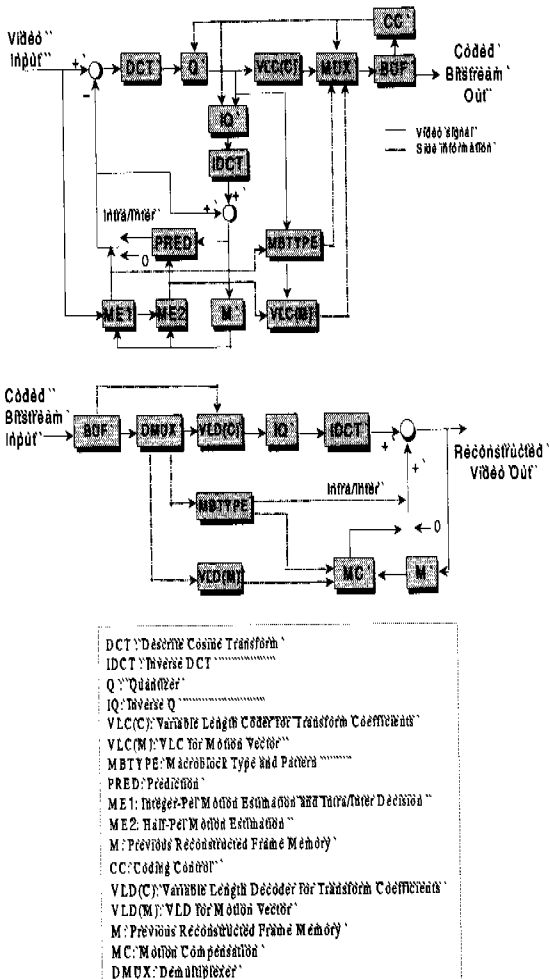 Video
Input
+
−
DCT
Q
VLC(C)
MUX
CC
BUF
Coded
Bitstream
Out
Video signal
Side information
IQ
IDCT
+
+
Intra/Inter
PRED
0
MBTYPE
ME1
ME2
M
VLC(M)
Coded
Bitstream
Input
BUF
DMUX
VLD(C)
IQ
IDCT
+
+
Reconstructed
Video Out
MBTYPE
Intra/Inter
0
VLD(M)
MC
M
DCT: Descrite Cosine Transform
IDCT: Inverse DCT
Q: Quantizer
IQ: Inverse Q
VLC(C): Variable Length Coder for Transform Coefficients
VLC(M): VLC for Motion Vector
MBTYPE: Macroblock Type and Pattern
PRED: Prediction
ME1: Integer-Pel Motion Estimation and Intra/Inter Decision
ME2: Half-Pel Motion Estimation
M: Previous Reconstructed Frame Memory
CC: Coding Control
VLD(C): Variable Length Decoder for Transform Coefficients
VLD(M): VLD for Motion Vector
M: Previous Reconstructed Frame Memory
MC: Motion Compensation
DMUX: Demultiplexer